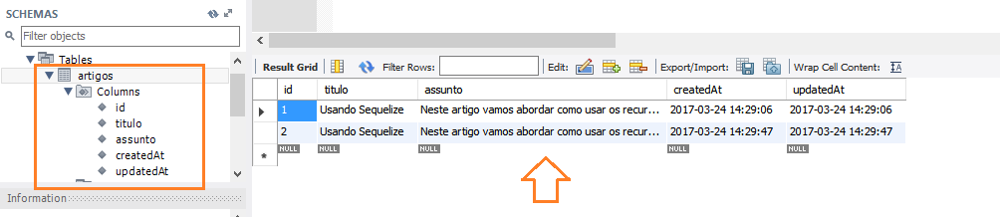 SCHEMAS
Filter objects
Tables
artigos
Columns
id
titulo
assunto
createdAt
updatedAt
Information
Result Grid Filter Rows: Edit: Export/Import: Wrap Cell Content: IA
id titulo assunto createdAt updatedAt
1 Usando Sequelize Neste artigo vamos abordar como usar os recur... 2017-03-24 14:29:06 2017-03-24 14:29:06
2 Usando Sequelize Neste artigo vamos abordar como usar os recur... 2017-03-24 14:29:47 2017-03-24 14:29:47
NULL NULL NULL NULL NULL